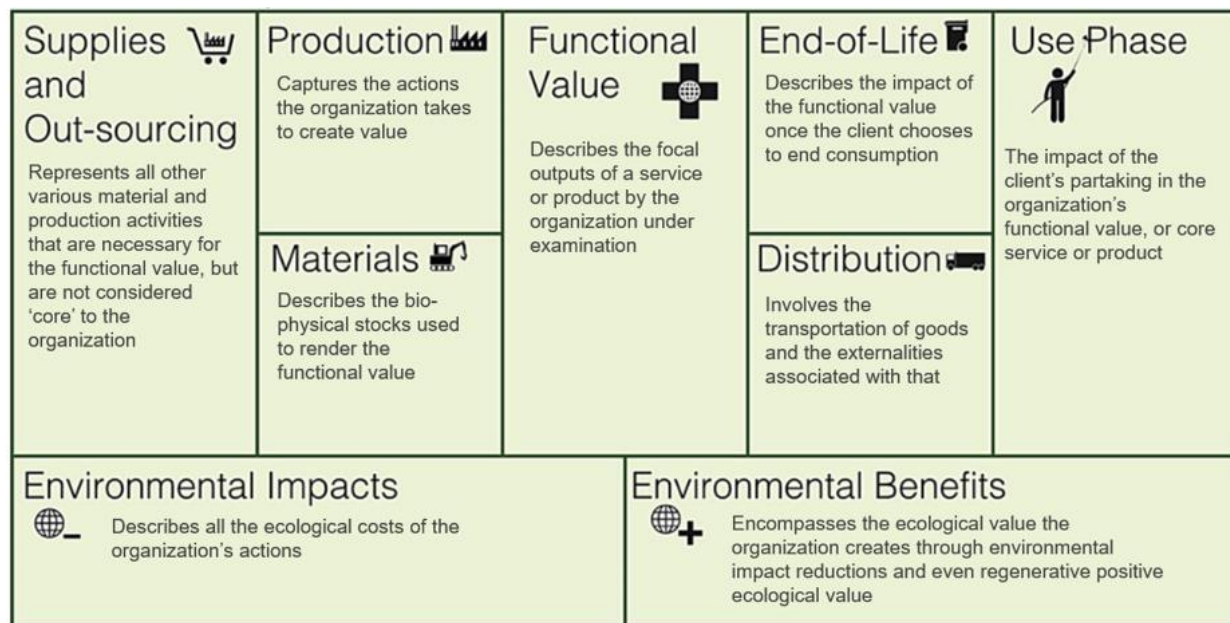 Supplies
and
Out-sourcing
Represents all other
various material and
production activities
that are necessary for
the functional value, but
are not considered
‘core’ to the
organization
Production
Captures the actions
the organization takes
to create value
Materials
Describes the bio-
physical stocks used
to render the
functional value
Functional
Value
Describes the focal
outputs of a service
or product by the
organization under
examination
End-of-Life
Describes the impact of
the functional value
once the client chooses
to end consumption
Distribution
Involves the
transportation of goods
and the externalities
associated with that
Use Phase
The impact of the
client’s partaking in the
organization’s
functional value, or core
service or product
Environmental Impacts
Describes all the ecological costs of the
organization’s actions
Environmental Benefits
Encompasses the ecological value the
organization creates through environmental
impact reductions and even regenerative positive
ecological value